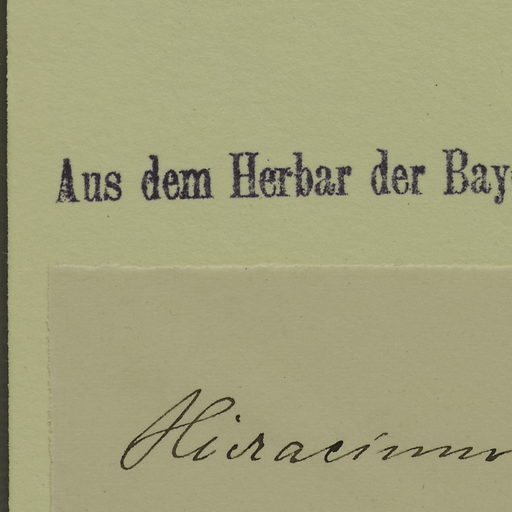 Aus dem Herbar der Bay
Hieracium